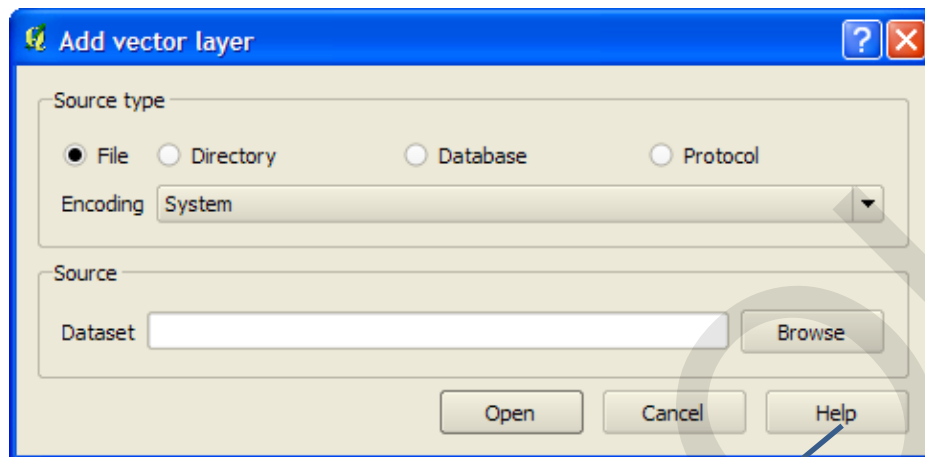 Add vector layer
Source type
File Directory Database Protocol
Encoding System
Source
Dataset Browse
Open Cancel Help